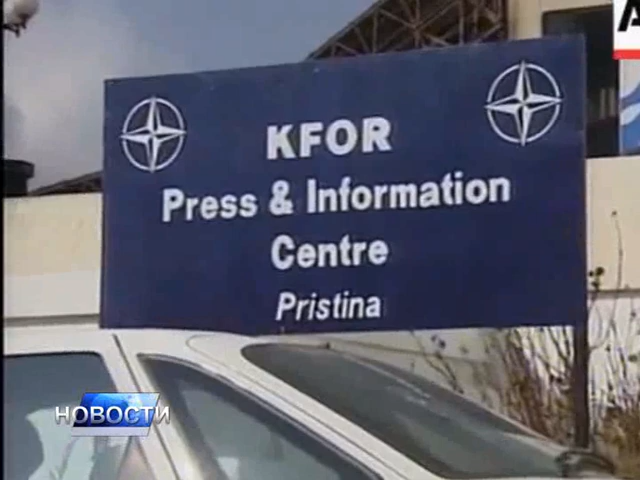 KFOR
Press & Information
Centre
Pristina
НОВОСТИ